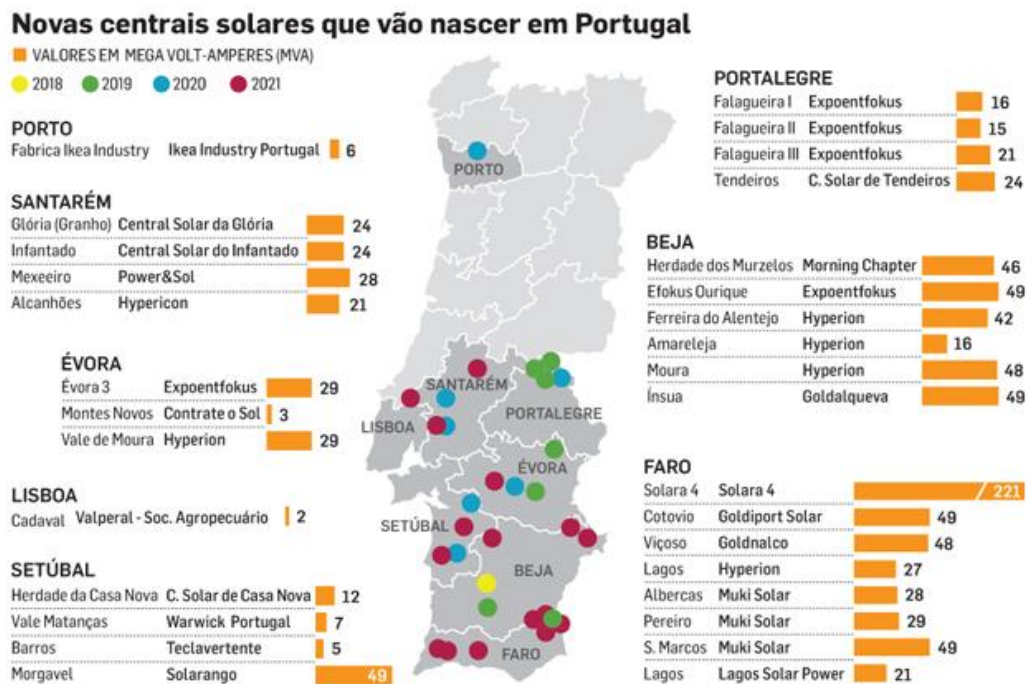 Novas centrais solares que vão nascer em Portugal
VALORES EM MEGA VOLT-AMPERES (MVA)
2018 2019 2020 2021
PORTO
Fabrica Ikea Industry Ikea Industry Portugal 6
SANTARÉM
Glória (Granho) Central Solar da Glória 24
Infantado Central Solar do Infantado 24
Mexeeiro Power&Sol 28
Alcanhões Hypericon 21
ÉVORA
Évora 3 Expoentfokus 29
Montes Novos Contrate o Sol 3
Vale de Moura Hyperion 29
LISBOA
Cadaval Valperal - Soc. Agropecuário 2
SETÚBAL
Herdade da Casa Nova C. Solar de Casa Nova 12
Vale Matanças Warwick Portugal 7
Barros Teclavertente 5
Morgavel Solarango 49
PORTO
SANTARÉM
PORTALEGRE
LISBOA
ÉVORA
SETÚBAL
BEJA
FARO
PORTALEGRE
Falagueira I Expoentfokus 16
Falagueira II Expoentfokus 15
Falagueira III Expoentfokus 21
Tendeiros C. Solar de Tendeiros 24
BEJA
Herdade dos Murzelos Morning Chapter 46
Efokus Ourique Expoentfokus 49
Ferreira do Alentejo Hyperion 42
Amareleja Hyperion 16
Moura Hyperion 48
Ínsua Goldalqueva 49
FARO
Solara 4 Solara 4 221
Cotovio Goldiport Solar 49
Viçoso Goldnalco 48
Lagos Hyperion 27
Albercas Muki Solar 28
Pereiro Muki Solar 29
S. Marcos Muki Solar 49
Lagos Lagos Solar Power 21